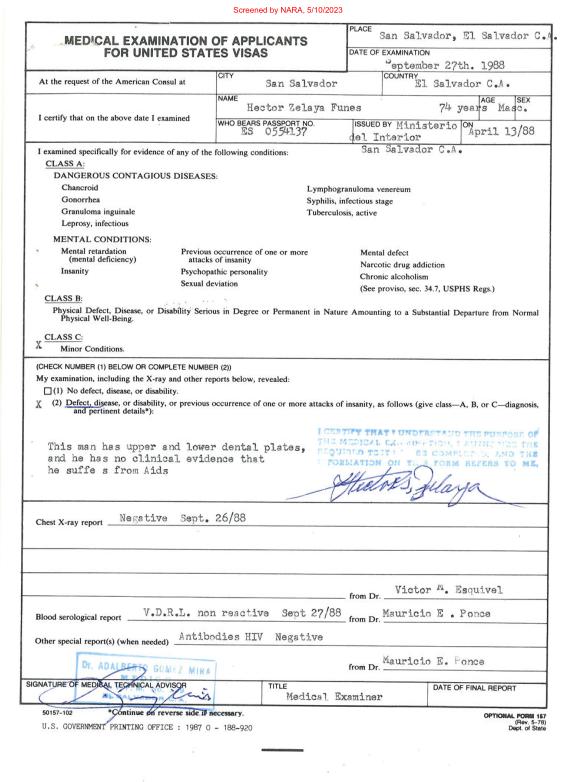 Screened by NARA, 5/10/2023
MEDICAL EXAMINATION OF APPLICANTS
FOR UNITED STATES VISAS
PLACE
San Salvador, El Salvador C.A.
DATE OF EXAMINATION
September 27th. 1988
At the request of the American Consul at
CITY
San Salvador
COUNTRY
El Salvador C.A.
I certify that on the above date I examined
NAME
Hector Zelaya Funes
74 years
AGE
SEX
Masc.
WHO BEARS PASSPORT NO.
ES 0554137
ISSUED BY Ministerio
del Interior
San Salvador C.A.
ON
April 13/88
I examined specifically for evidence of any of the following conditions:
CLASS A:
DANGEROUS CONTAGIOUS DISEASES:
Chancroid
Gonorrhea
Granuloma inguinale
Leprosy, infectious
Lymphogranuloma venereum
Syphilis, infectious stage
Tuberculosis, active
MENTAL CONDITIONS:
Mental retardation
(mental deficiency)
Insanity
Previous occurrence of one or more
attacks of insanity
Psychopathic personality
Sexual deviation
Mental defect
Narcotic drug addiction
Chronic alcoholism
(See proviso, sec. 34.7, USPHS Regs.)
CLASS B:
Physical Defect, Disease, or Disability Serious in Degree or Permanent in Nature Amounting to a Substantial Departure from Normal
Physical Well-Being.
CLASS C:
X Minor Conditions.
(CHECK NUMBER (1) BELOW OR COMPLETE NUMBER (2))
My examination, including the X-ray and other reports below, revealed:
(1) No defect, disease, or disability.
X (2) Defect, disease, or disability, or previous occurrence of one or more attacks of insanity, as follows (give class—A, B, or C—diagnosis,
and pertinent details*):
I CERTIFY THAT I UNDERSTAND THE PURPOSE OF
THE MEDICAL EXAMINATION, I AUTHORIZE THE
REQUIRED TESTS BE COMPLETED, AND THE
INFORMATION ON THIS FORM REFERS TO ME.
This man has upper and lower dental plates,
and he has no clinical evidence that
he suffe s from Aids
Hector Zelaya
Chest X-ray report Negative Sept. 26/88
from Dr. Victor M. Esquivel
Blood serological report V.D.R.L. non reactive Sept 27/88 from Dr. Mauricio E . Ponce
Other special report(s) (when needed) Antibodies HIV Negative
from Dr. Mauricio E. Ponce
Dr. ADALBERTO GOMEZ MIRA
SIGNATURE OF MEDICAL TECHNICAL ADVISOR
TITLE
Medical Examiner
DATE OF FINAL REPORT
50157-102
*Continue on reverse side if necessary.
U.S. GOVERNMENT PRINTING OFFICE : 1987 O - 188-920
OPTIONAL FORM 157
(Rev. 5-78)
Dept. of State